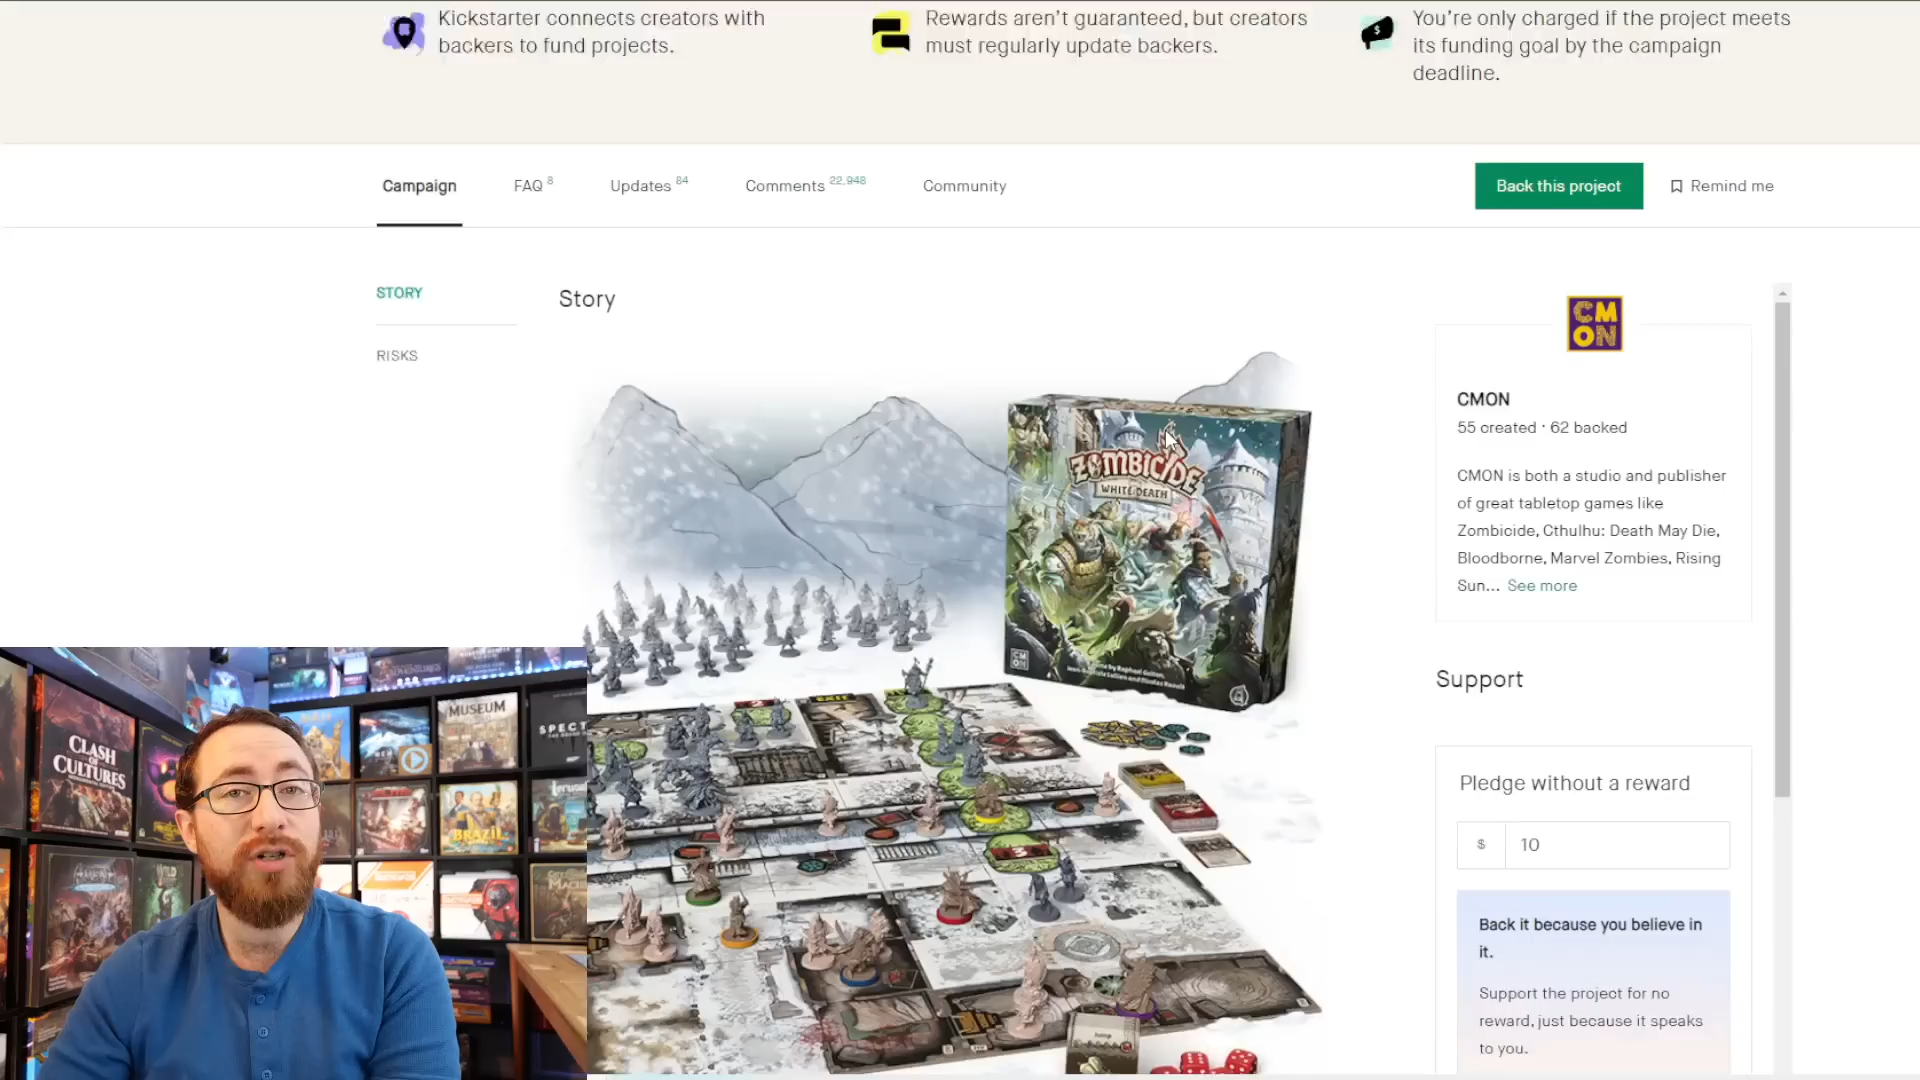 Kickstarter connects creators with
backers to fund projects.
Rewards aren't guaranteed, but creators
must regularly update backers.
$
You're only charged if the project meets
its funding goal by the campaign
deadline.
Campaign
FAQ 8
Updates 84
Comments 22,948
Community
Back this project
Remind me
STORY
RISKS
Story
ZOMBICIDE
WHITE DEATH
CM
ON
EXIT
CM
ON
CMON
55 created · 62 backed
CMON is both a studio and publisher
of great tabletop games like
Zombicide, Cthulhu: Death May Die,
Bloodborne, Marvel Zombies, Rising
Sun... See more
Support
Pledge without a reward
$ 10
Back it because you believe in
it.
Support the project for no
reward, just because it speaks
to you.
CLASH
OF
CULTURES
MUSEUM
BRAZIL